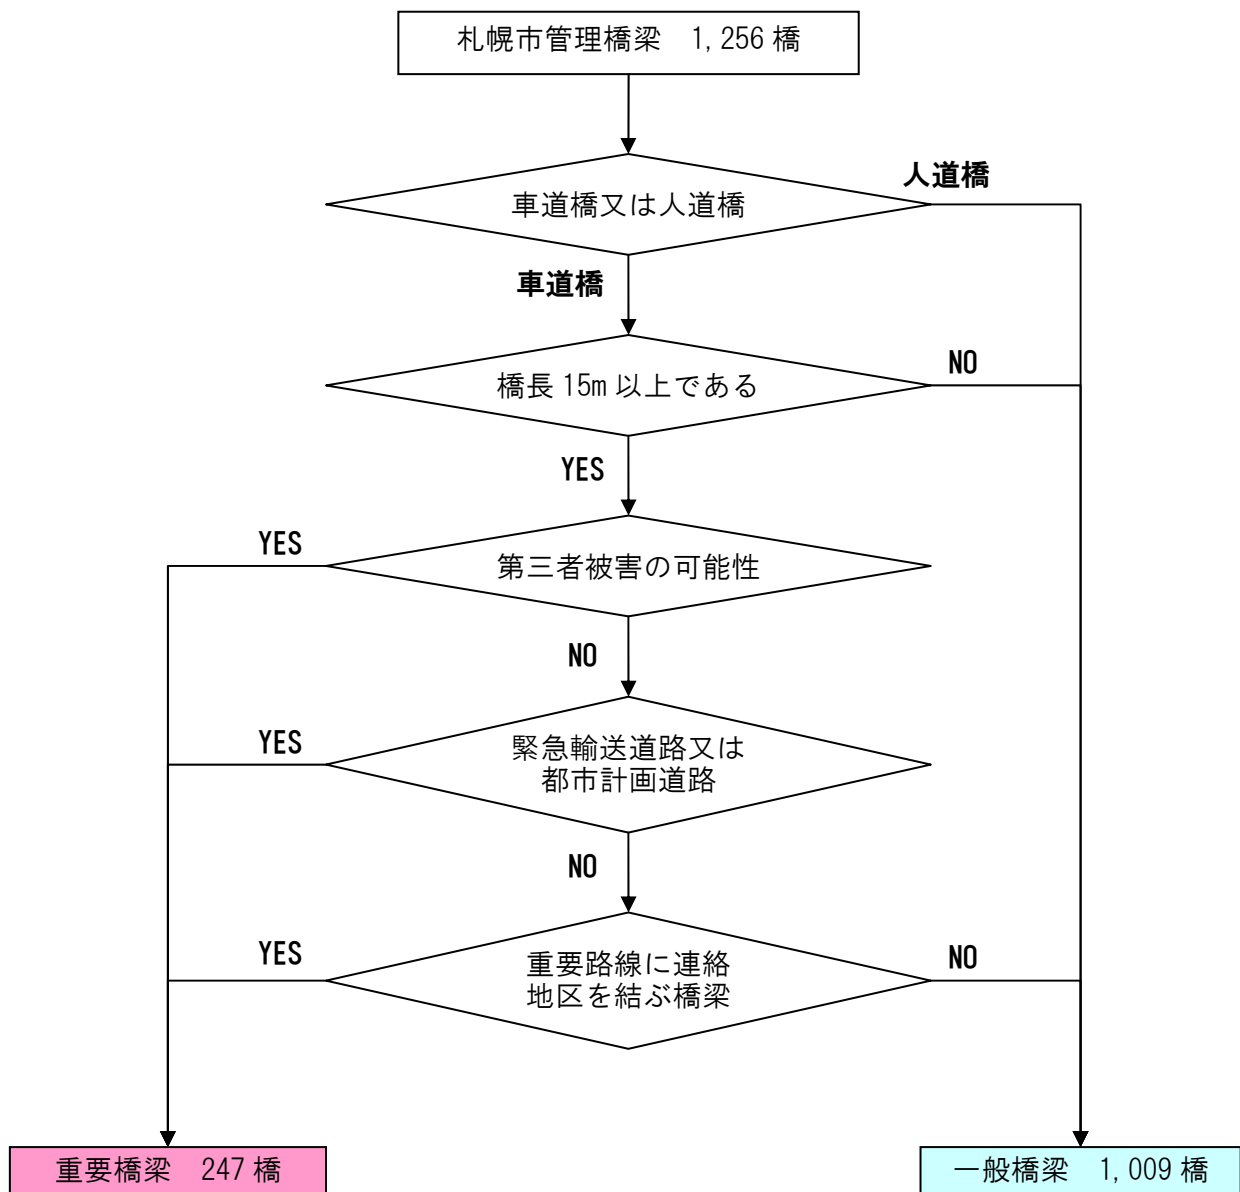 札幌市管理橋梁　1,256 橋
人道橋
車道橋又は人道橋
車道橋
NO
橋長 15m 以上である
YES
YES
第三者被害の可能性
NO
YES
緊急輸送道路又は
都市計画道路
NO
YES
NO
重要路線に連絡
地区を結ぶ橋梁
重要橋梁　247 橋
一般橋梁　1,009 橋